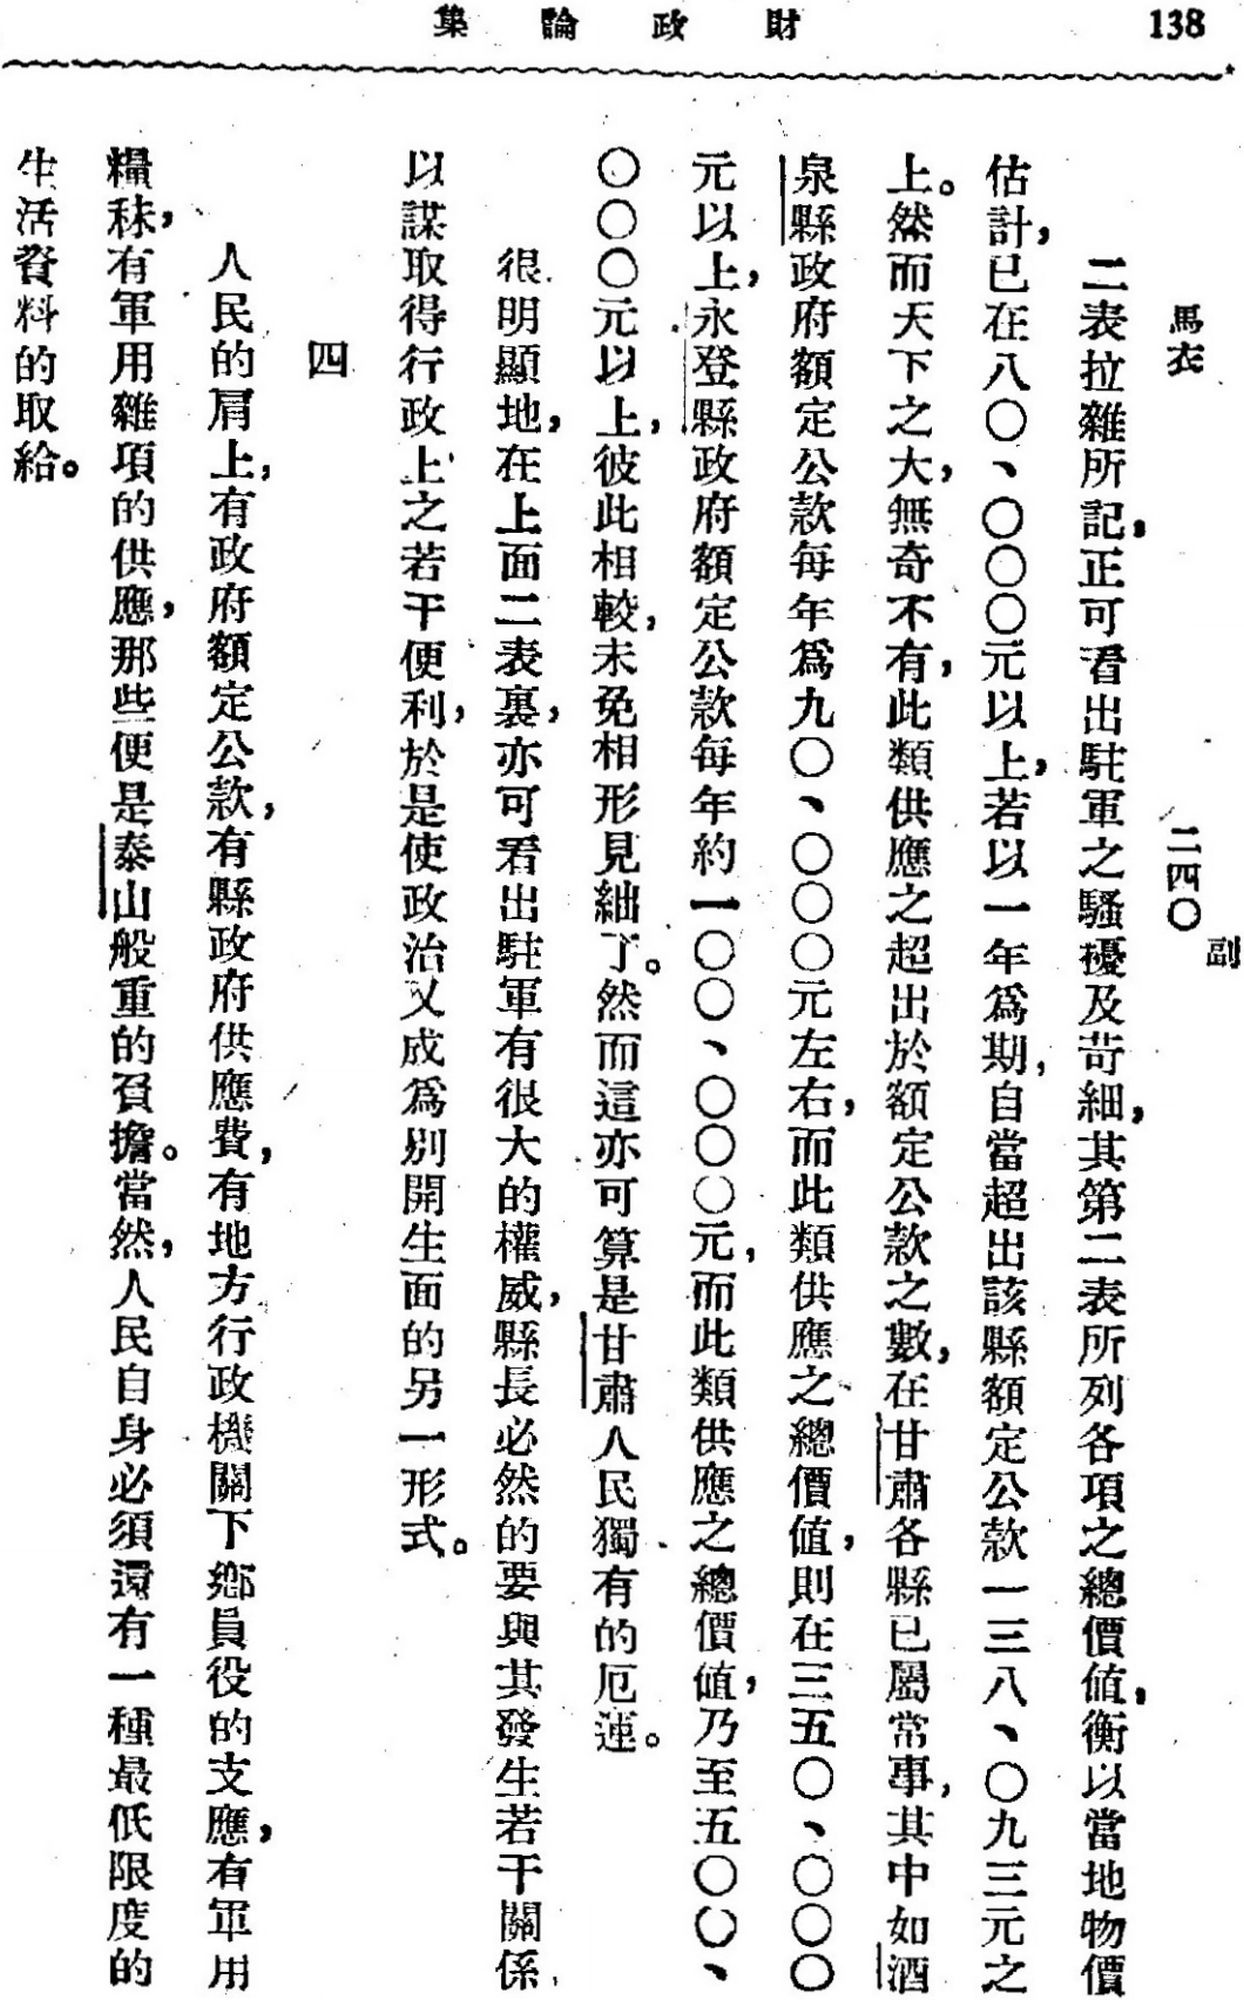 138
財政論集
馬衣 二四〇副
二表拉雜所記，正可看出駐軍之騷擾及苛細，其第二表所列各項之總價値，衡以當地物價
估計，已在八〇、〇〇〇元以上，若以一年爲期，自當超出該縣額定公款一三八、〇九三元之
上。然而天下之大，無奇不有，此類供應之超出於額定公款之數，在甘肅各縣已屬常事，其中如酒
泉縣政府額定公款每年爲九〇、〇〇〇元左右，而此類供應之總價値，則在三五〇、〇〇〇
元以上，永登縣政府額定公款每年約一〇〇、〇〇〇元，而此類供應之總價値，乃至五〇〇、
〇〇〇元以上，彼此相較，未免相形見絀了。然而這亦可算是甘肅人民獨有的厄運。
很明顯地，在上面二表裏，亦可看出駐軍有很大的權威，縣長必然的要與其發生若干關係，
以謀取得行政上之若干便利，於是使政治又成爲別開生面的另一形式。
四
人民的肩上，有政府額定公款，有縣政府供應費，有地方行政機關下鄉員役的支應，有軍用
糧秣，有軍用雜項的供應，那些便是泰山般重的負擔。當然，人民自身必須還有一種最低限度的
生活資料的取給。